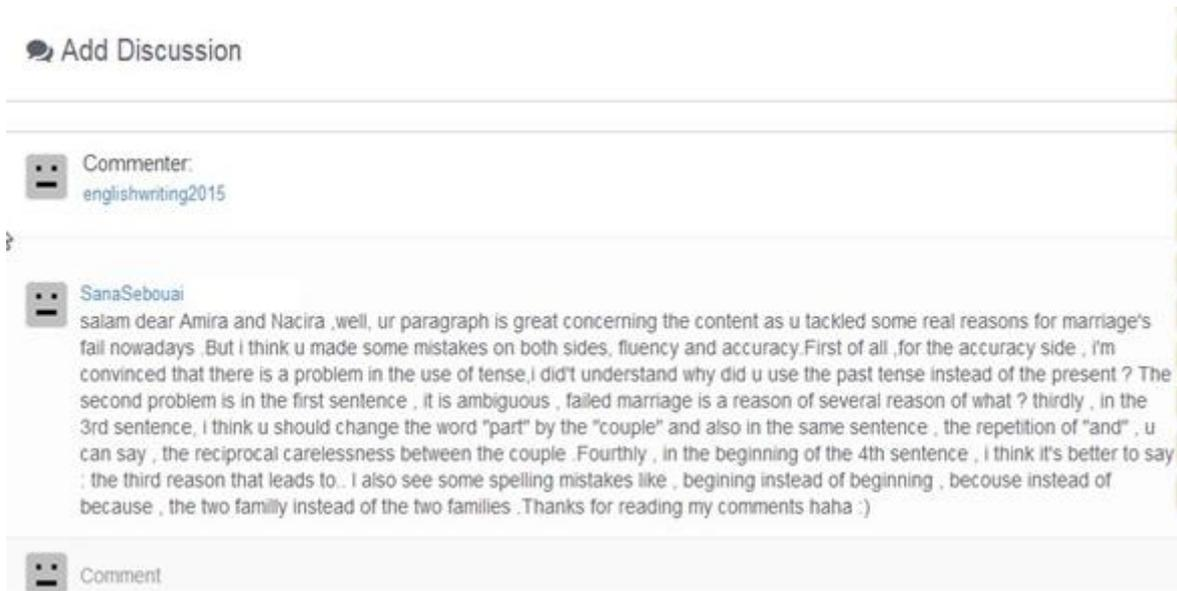 Add Discussion
Commenter:
englishwriting2015
SanaSebouai
salam dear Amira and Nacira ,well, ur paragraph is great concerning the content as u tackled some real reasons for marriage's
fail nowadays .But i think u made some mistakes on both sides, fluency and accuracy.First of all ,for the accuracy side , i'm
convinced that there is a problem in the use of tense,i did't understand why did u use the past tense instead of the present ? The
second problem is in the first sentence , it is ambiguous , failed marriage is a reason of several reason of what ? thirdly , in the
3rd sentence, i think u should change the word "part" by the "couple" and also in the same sentence , the repetition of "and" , u
can say , the reciprocal carelessness between the couple .Fourthly , in the beginning of the 4th sentence , i think it's better to say
: the third reason that leads to.. I also see some spelling mistakes like , begining instead of beginning , becouse instead of
because , the two familly instead of the two families .Thanks for reading my comments haha :)
Comment